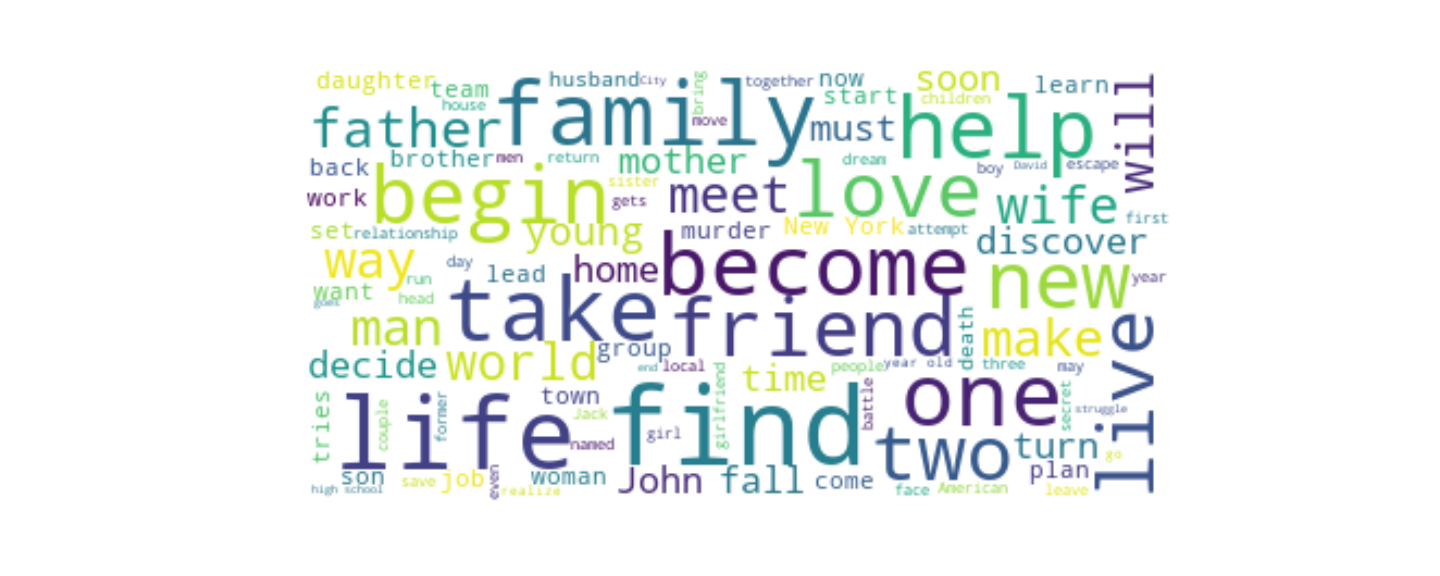 daughter team husband City bring together now soon learn
house family start children will
father move must help
back brother men return mother dream boy David escape
work begin sister gets meet love wife first
set relationship young murder New York attempt discover
way run day lead home become new year
want goes head take
man friend death make
decide world group end local people year old three may
tries life couple former town Jack find girlfriend time battle one secret struggle live
named girl two turn go
son save job even woman John fall come plan
high school realize face American leave